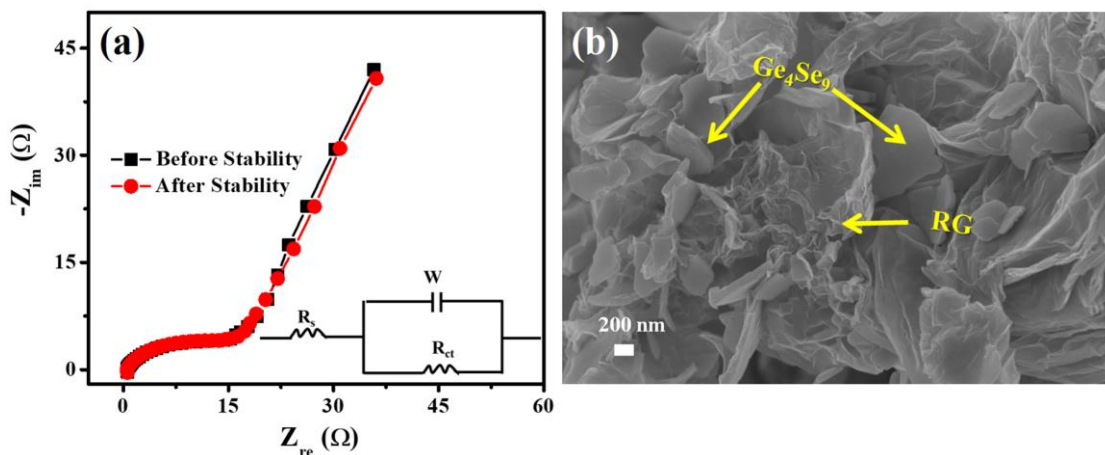 (a)
45
30
15
0
-Z_im (Ω)
Before Stability
After Stability
W
R_s
R_ct
0 15 30 45 60
Z_re (Ω)
(b)
Ge₄Se₉
RG
200 nm